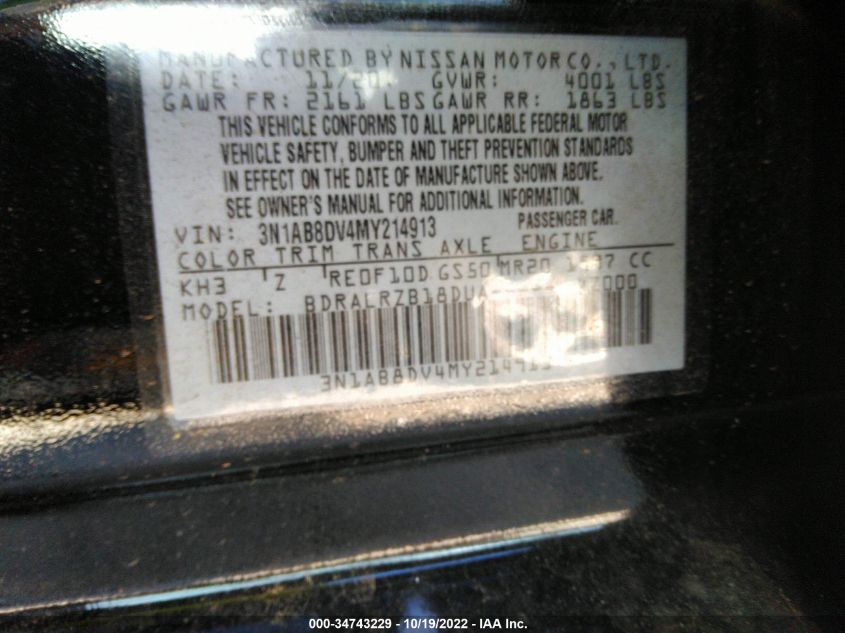 MANUFACTURED BY NISSAN MOTOR CO., LTD.
DATE: GVWR: 4001 LBS
GAWR FR: 2161 LBS GAWR RR: 1863 LBS
THIS VEHICLE CONFORMS TO ALL APPLICABLE FEDERAL MOTOR
VEHICLE SAFETY, BUMPER AND THEFT PREVENTION STANDARDS
IN EFFECT ON THE DATE OF MANUFACTURE SHOWN ABOVE.
SEE OWNER'S MANUAL FOR ADDITIONAL INFORMATION.
VIN: 3N1AB8DV4MY214913 PASSENGER CAR.
COLOR TRIM TRANS AXLE ENGINE
KH3 Z RE0F10D GS50 MR20 CC
MODEL:
3N1AB8DV4MY214913
000-34743229 - 10/19/2022 - IAA Inc.